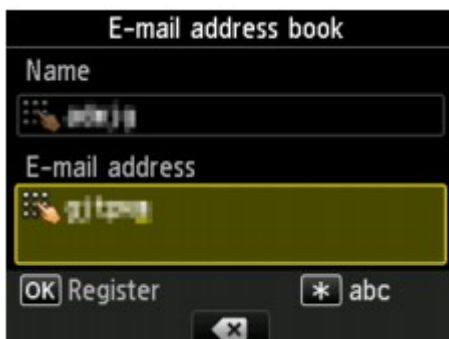 E-mail address book
Name
E-mail address
OK Register
* abc